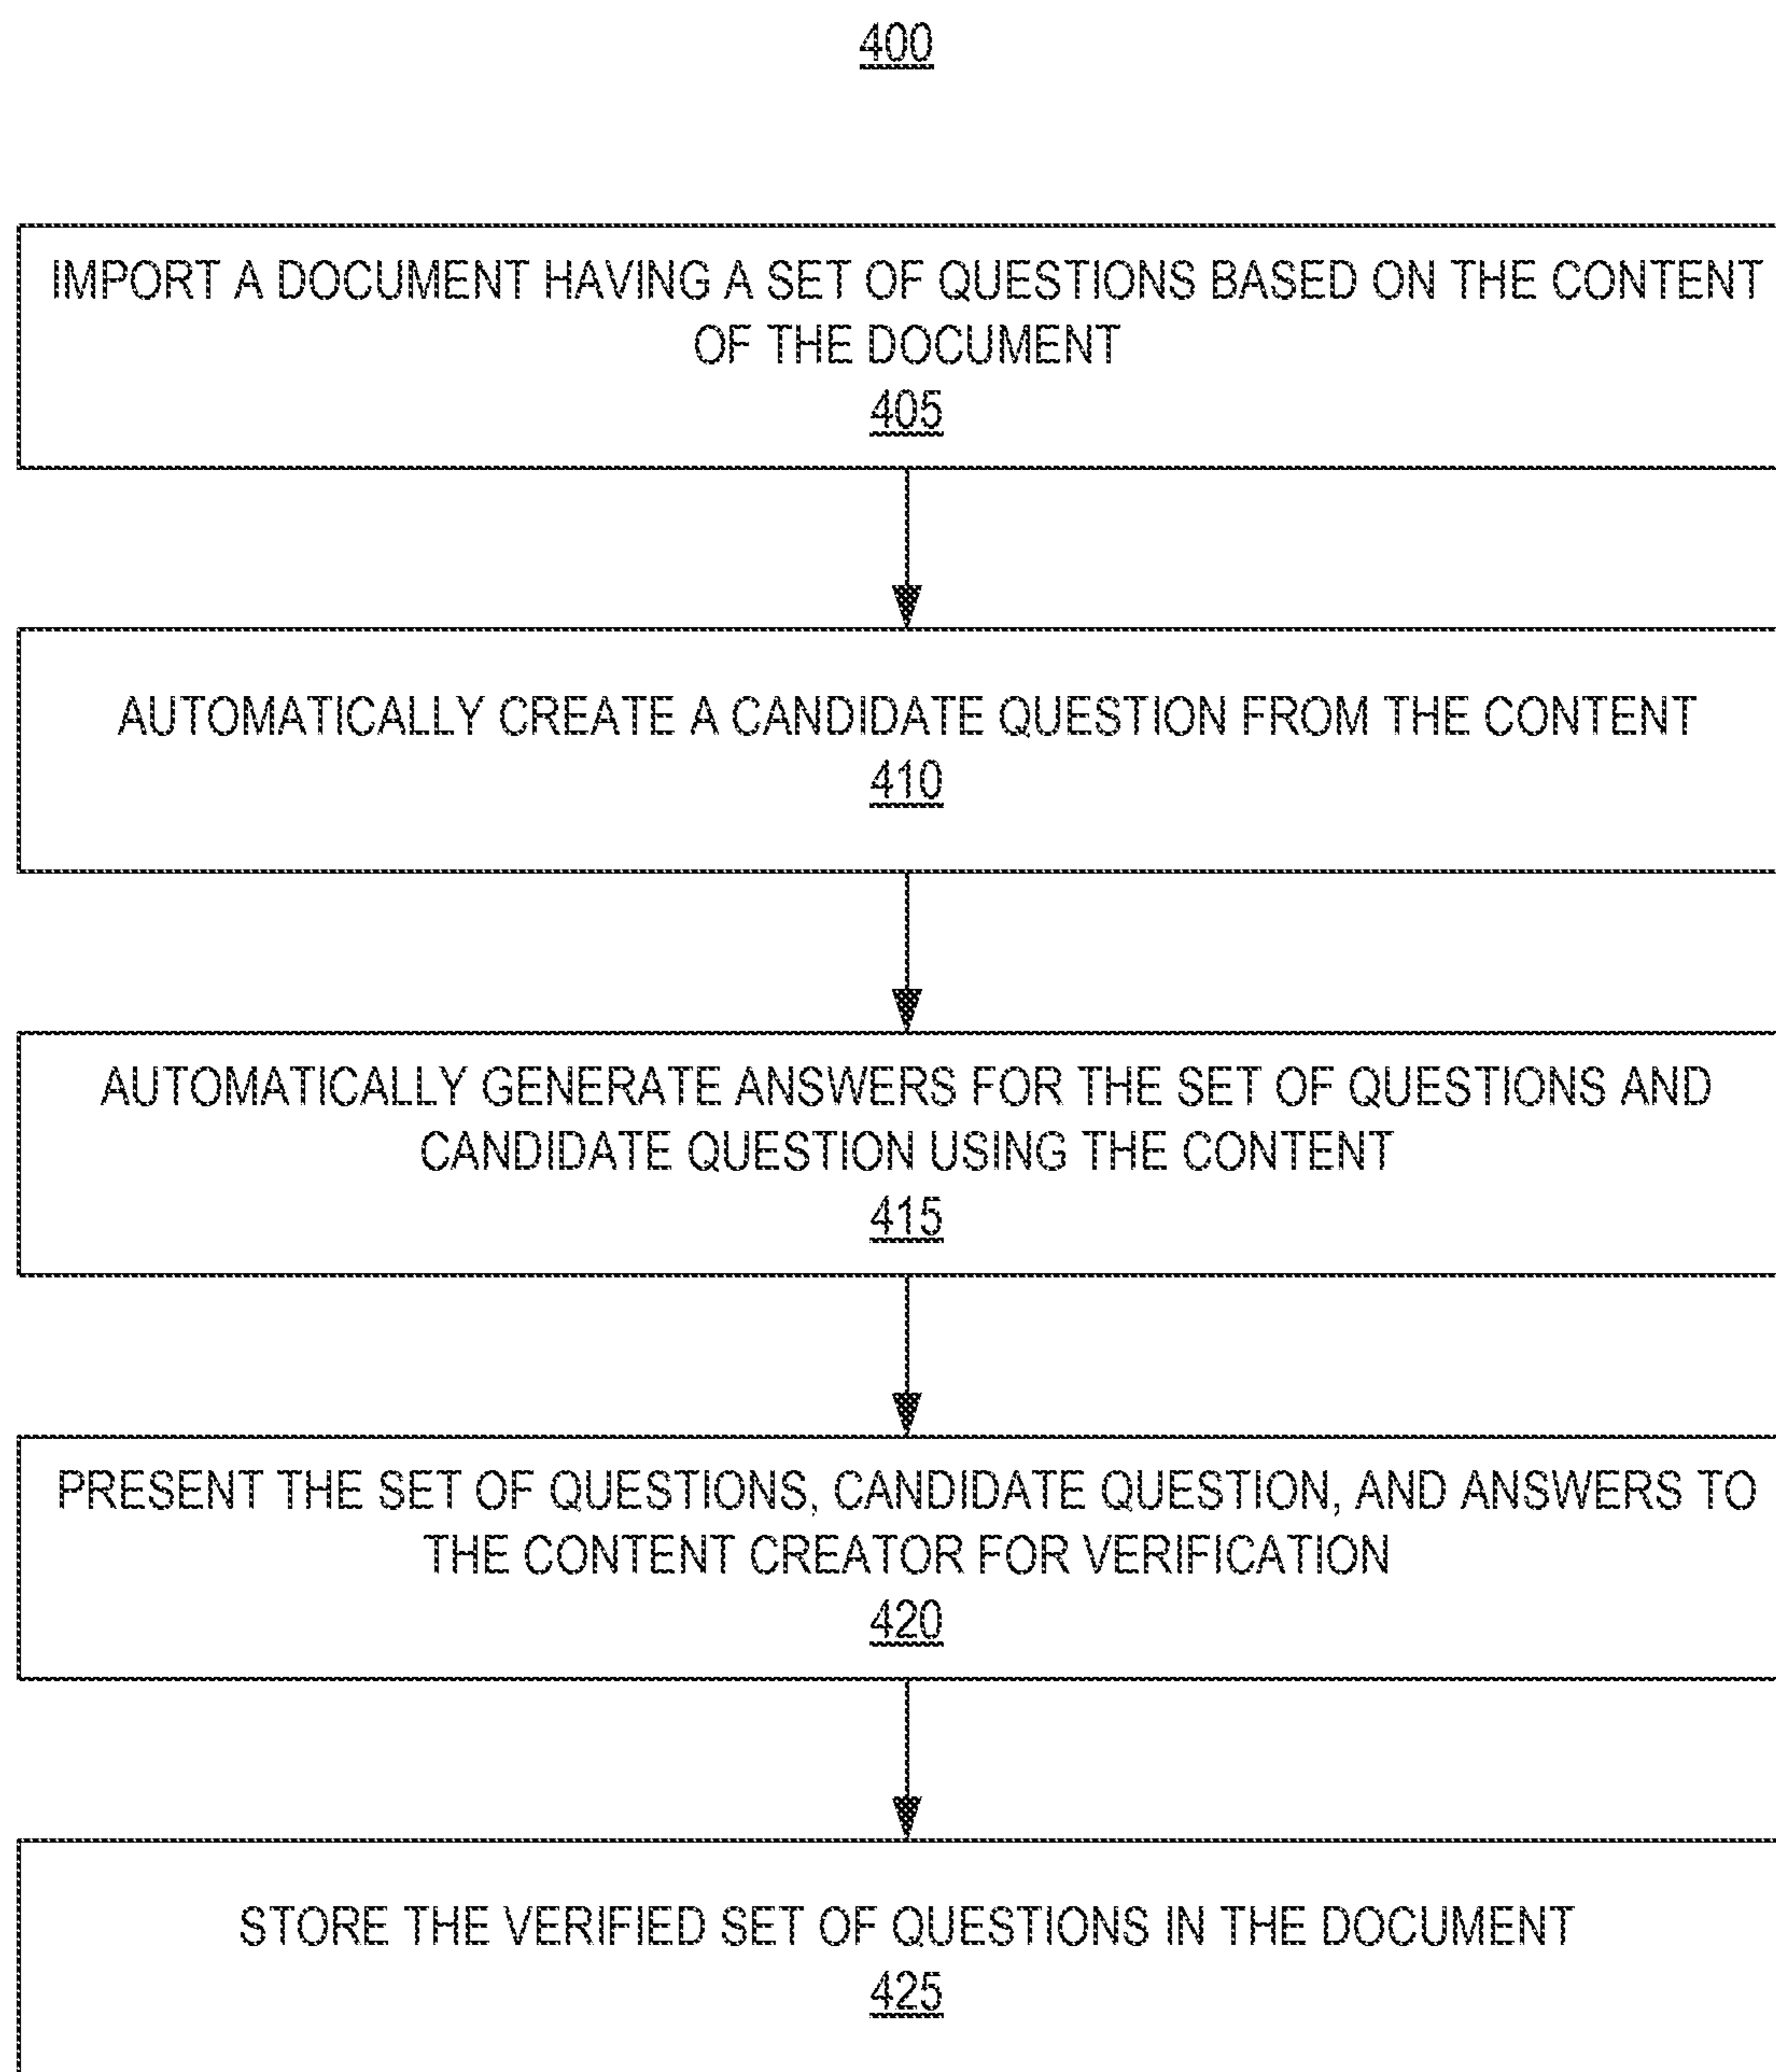 400
IMPORT A DOCUMENT HAVING A SET OF QUESTIONS BASED ON THE CONTENT
OF THE DOCUMENT
405
AUTOMATICALLY CREATE A CANDIDATE QUESTION FROM THE CONTENT
410
AUTOMATICALLY GENERATE ANSWERS FOR THE SET OF QUESTIONS AND
CANDIDATE QUESTION USING THE CONTENT
415
PRESENT THE SET OF QUESTIONS, CANDIDATE QUESTION, AND ANSWERS TO
THE CONTENT CREATOR FOR VERIFICATION
420
STORE THE VERIFIED SET OF QUESTIONS IN THE DOCUMENT
425